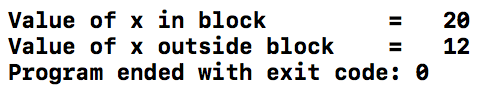 Value of x in block         =   20
Value of x outside block    =   12
Program ended with exit code: 0